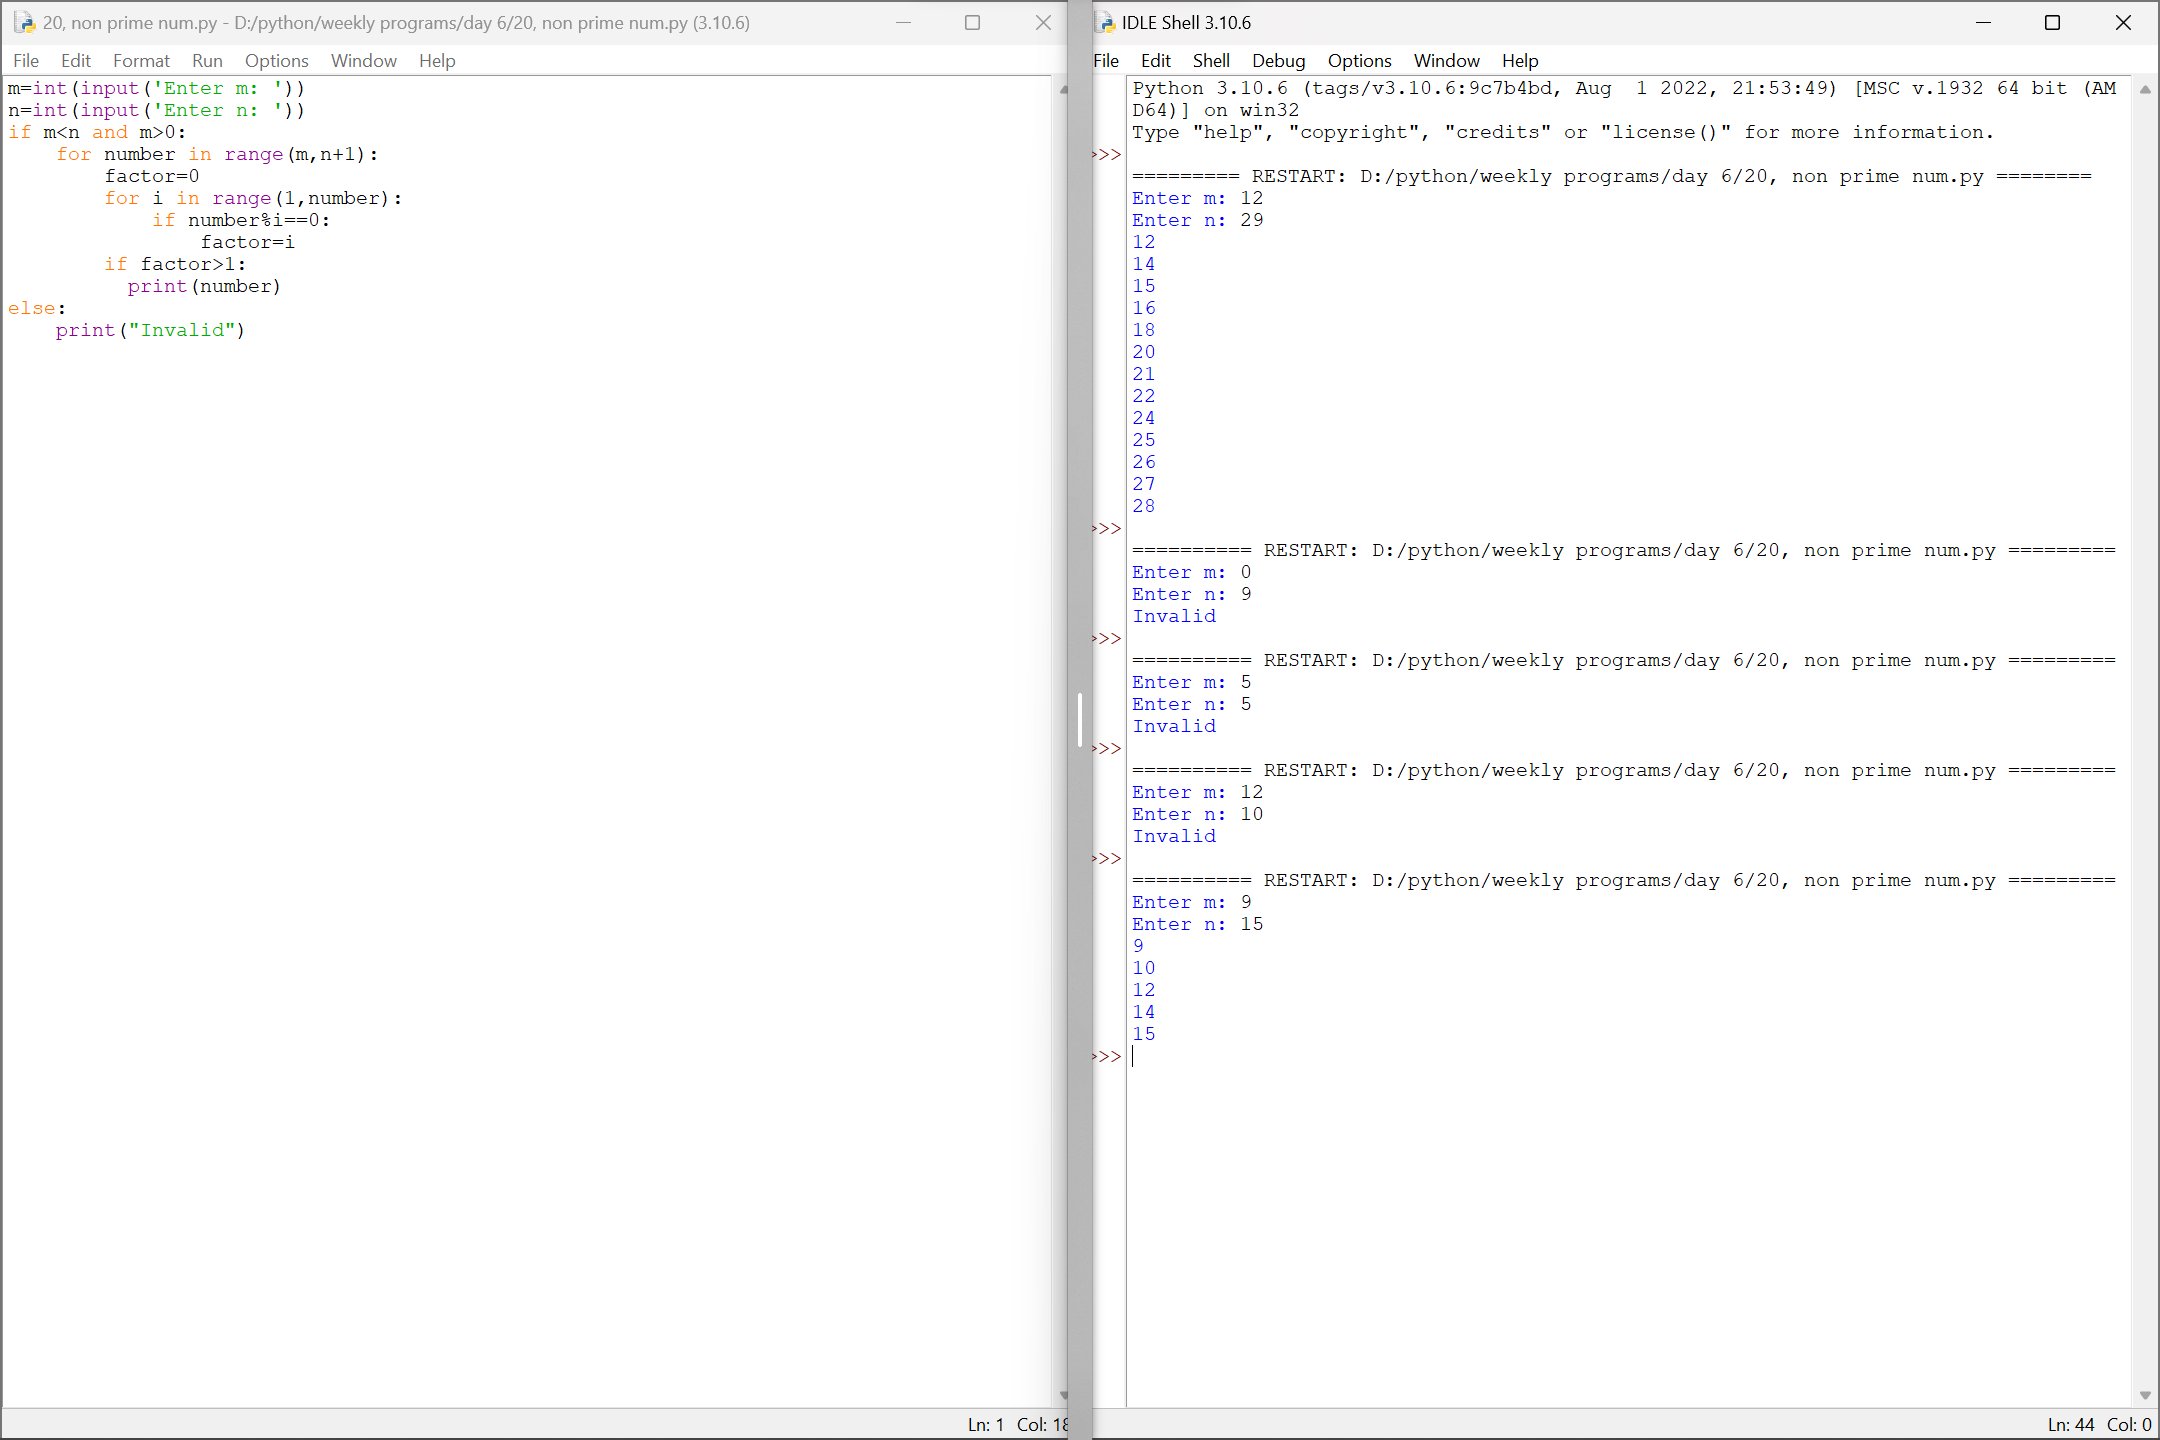 20, non prime num.py - D:/python/weekly programs/day 6/20, non prime num.py (3.10.6)
File Edit Format Run Options Window Help
m=int(input('Enter m: '))
n=int(input('Enter n: '))
if m<n and m>0:
    for number in range(m,n+1):
        factor=0
        for i in range(1,number):
            if number%i==0:
                factor=i
        if factor>1:
          print(number)
else:
    print("Invalid")
Ln: 1 Col: 18
IDLE Shell 3.10.6
File Edit Shell Debug Options Window Help
Python 3.10.6 (tags/v3.10.6:9c7b4bd, Aug  1 2022, 21:53:49) [MSC v.1932 64 bit (AM
D64)] on win32
Type "help", "copyright", "credits" or "license()" for more information.
>>>
========= RESTART: D:/python/weekly programs/day 6/20, non prime num.py ========
Enter m: 12
Enter n: 29
12
14
15
16
18
20
21
22
24
25
26
27
28
>>>
========== RESTART: D:/python/weekly programs/day 6/20, non prime num.py =========
Enter m: 0
Enter n: 9
Invalid
>>>
========== RESTART: D:/python/weekly programs/day 6/20, non prime num.py =========
Enter m: 5
Enter n: 5
Invalid
>>>
========== RESTART: D:/python/weekly programs/day 6/20, non prime num.py =========
Enter m: 12
Enter n: 10
Invalid
>>>
========== RESTART: D:/python/weekly programs/day 6/20, non prime num.py =========
Enter m: 9
Enter n: 15
9
10
12
14
15
>>>
Ln: 44 Col: 0